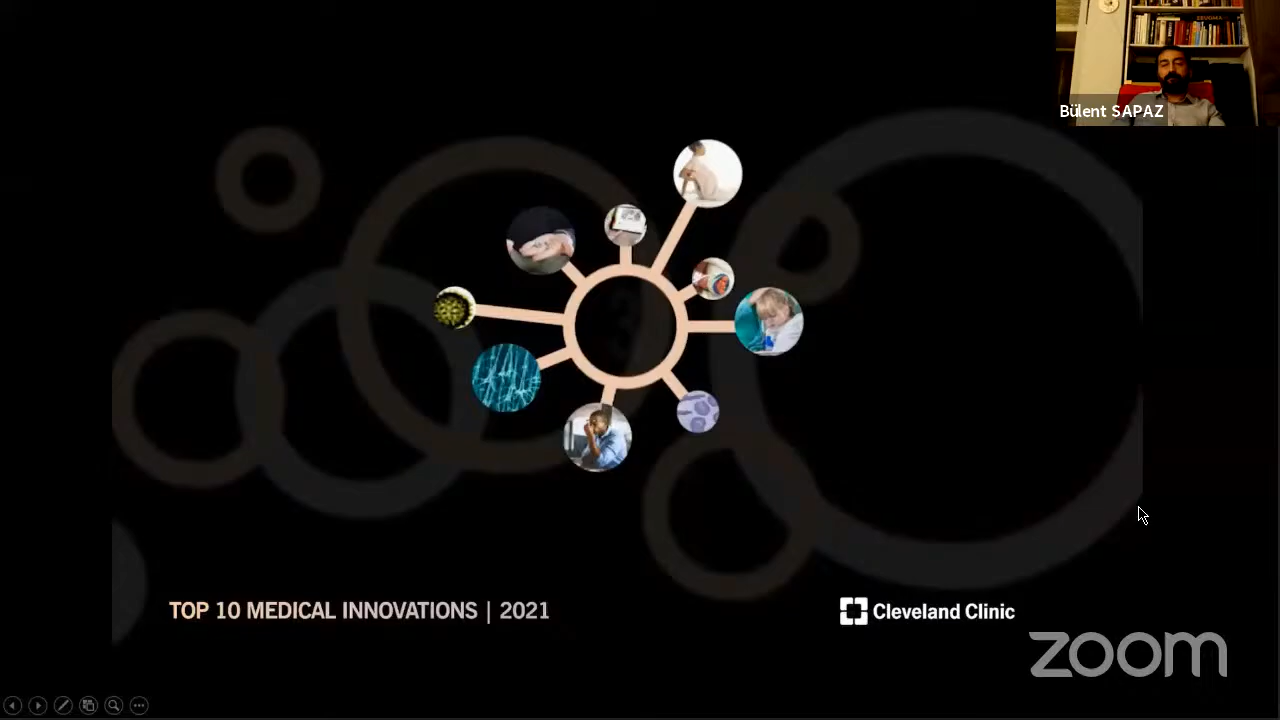 Bülent SAPAZ
TOP 10 MEDICAL INNOVATIONS | 2021
Cleveland Clinic
zoom